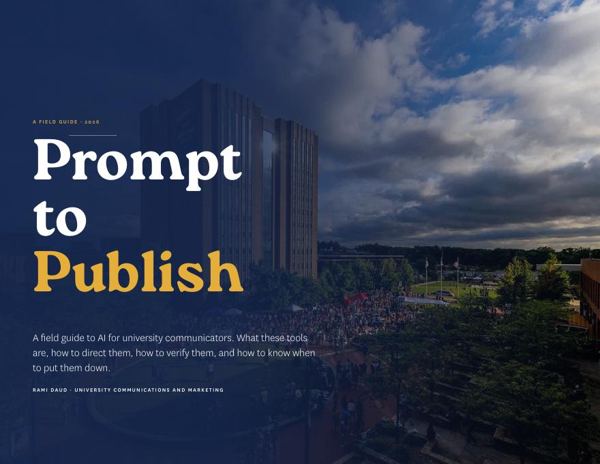 A FIELD GUIDE · 2026
Prompt
to
Publish
A field guide to AI for university communicators. What these tools
are, how to direct them, how to verify them, and how to know when
to put them down.
RAMI DAUD · UNIVERSITY COMMUNICATIONS AND MARKETING